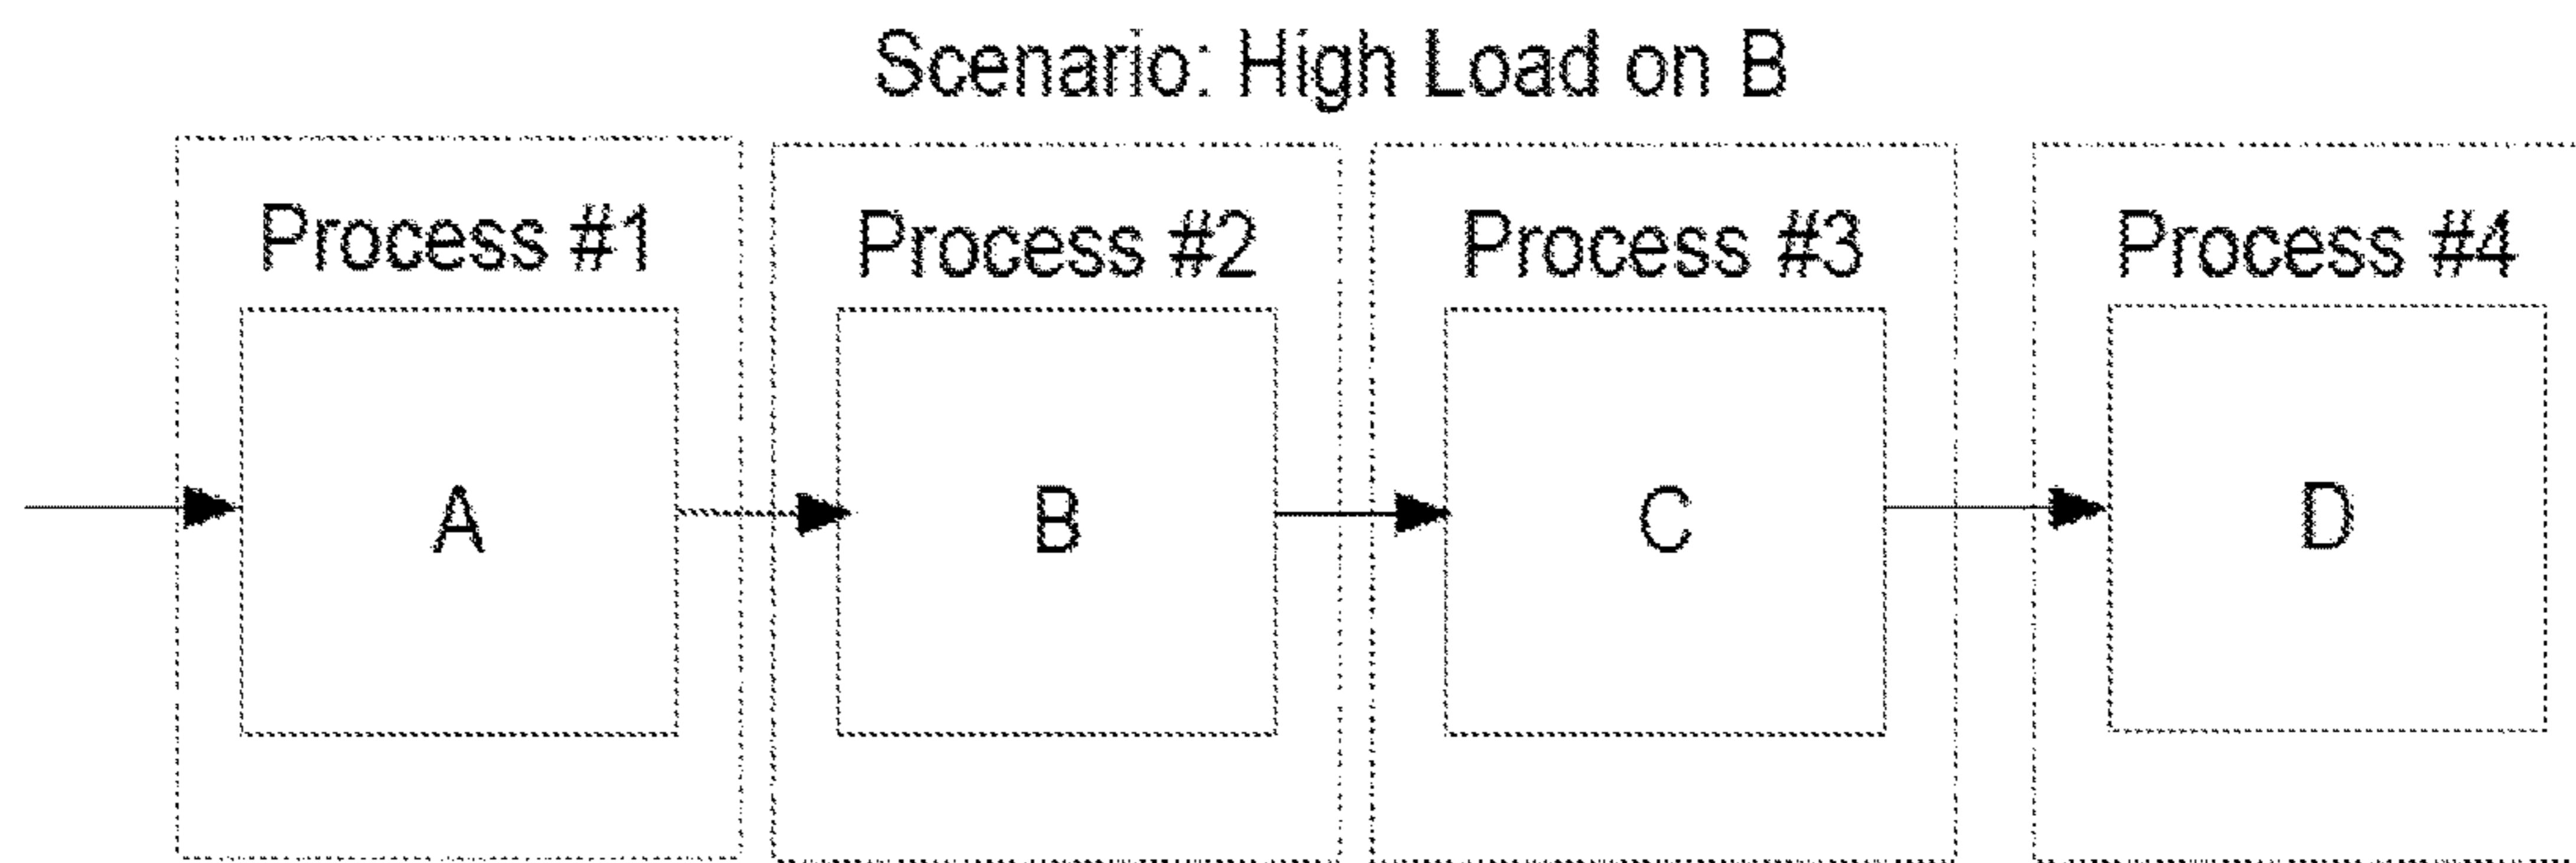 Scenario: High Load on B
Process #1 Process #2 Process #3 Process #4
A B C D